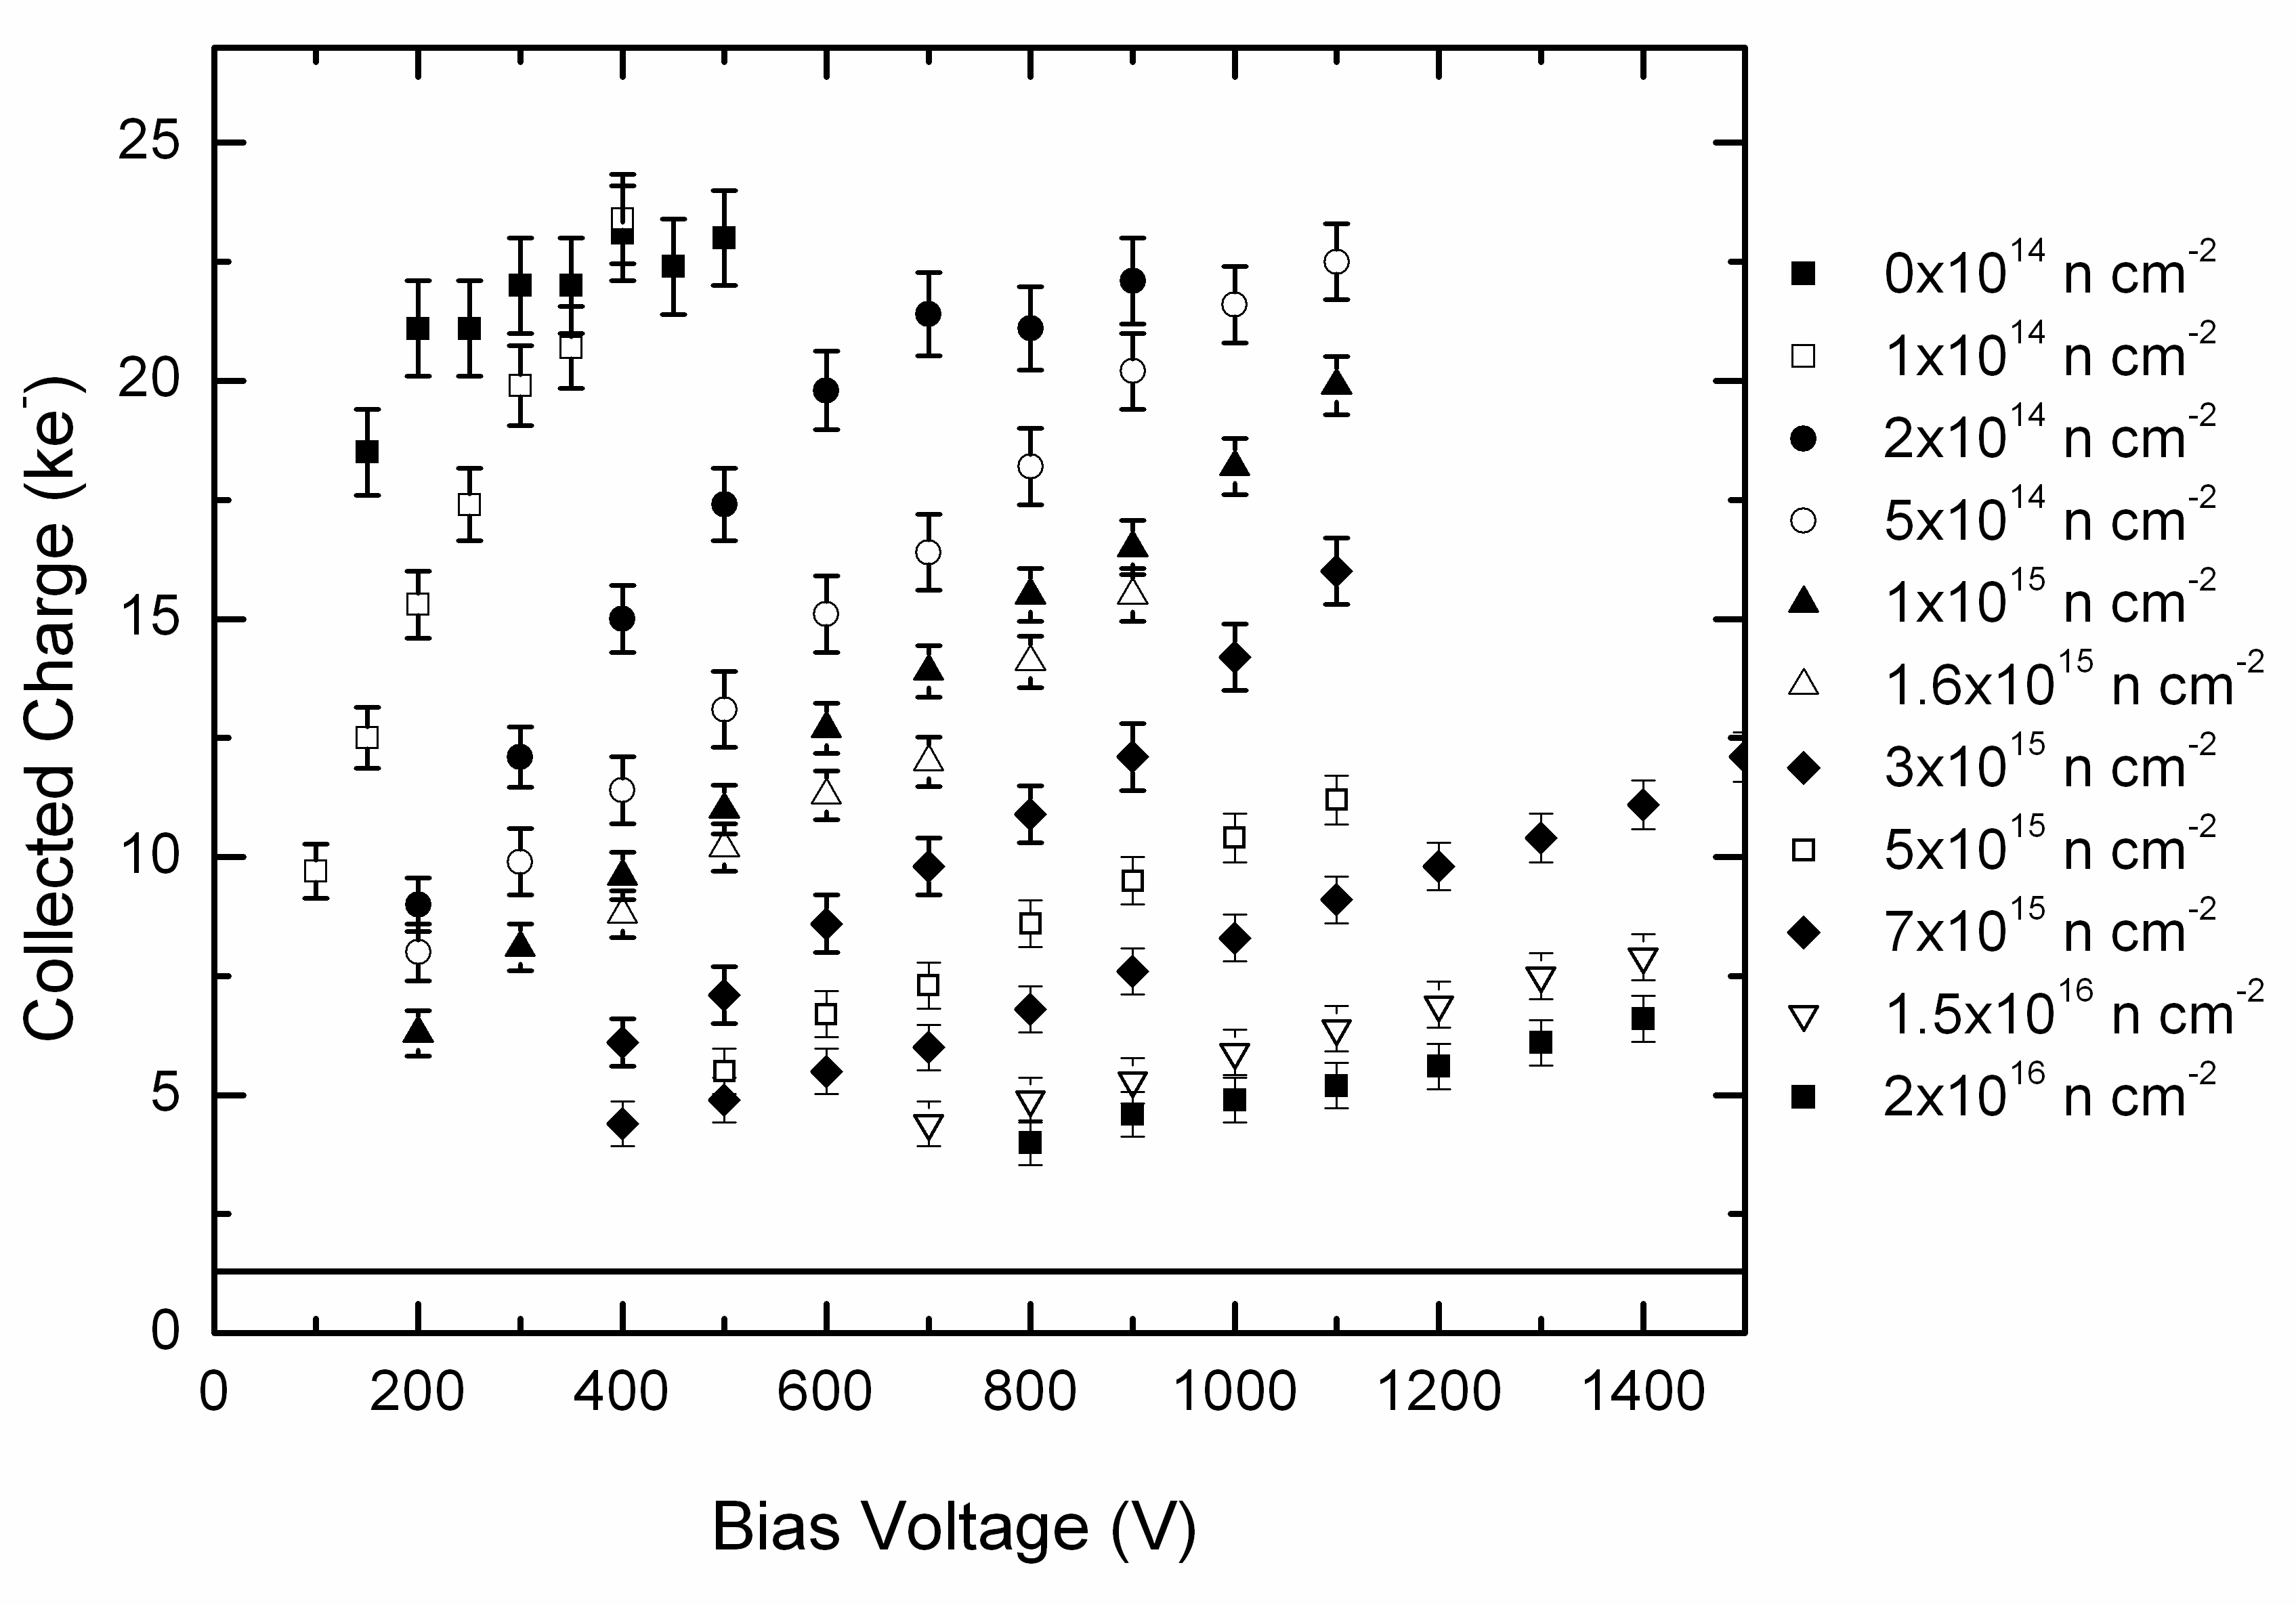 25
20
15
10
5
0
0 200 400 600 800 1000 1200 1400
Collected Charge (ke⁻)
Bias Voltage (V)
0x10¹⁴ n cm⁻²
1x10¹⁴ n cm⁻²
2x10¹⁴ n cm⁻²
5x10¹⁴ n cm⁻²
1x10¹⁵ n cm⁻²
1.6x10¹⁵ n cm⁻²
3x10¹⁵ n cm⁻²
5x10¹⁵ n cm⁻²
7x10¹⁵ n cm⁻²
1.5x10¹⁶ n cm⁻²
2x10¹⁶ n cm⁻²